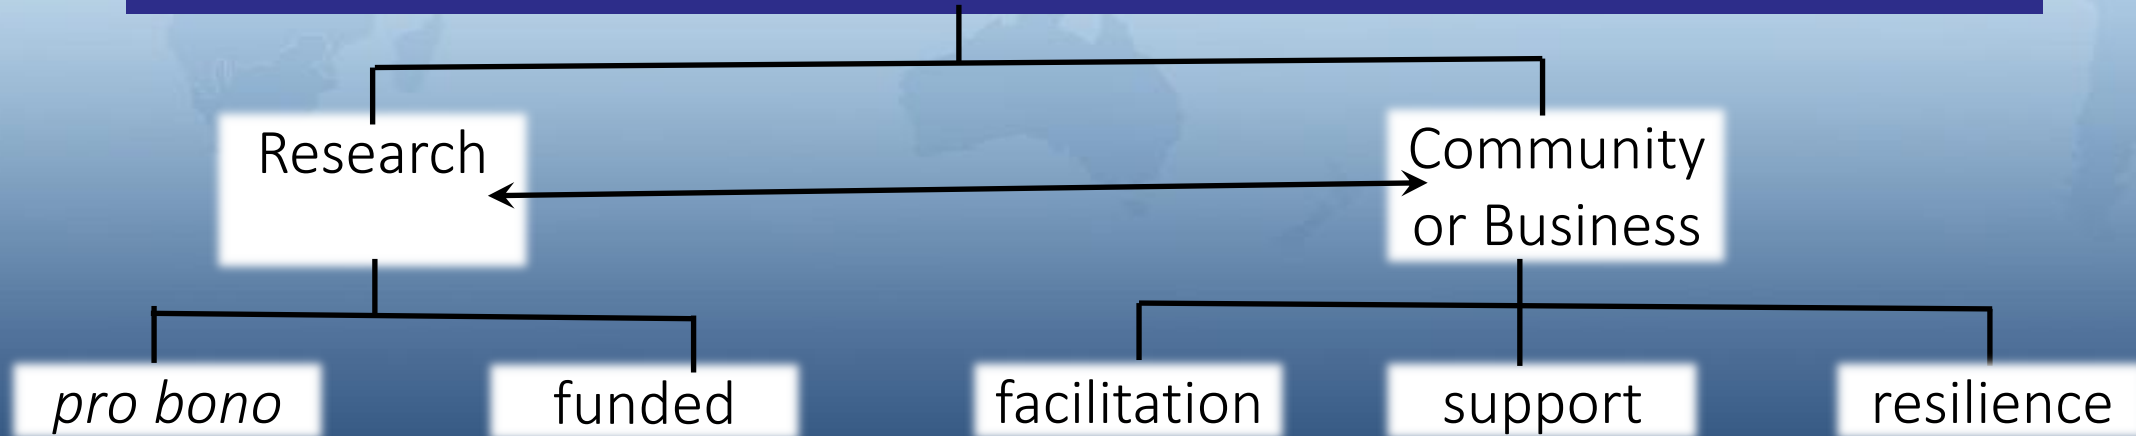 Research
Community
or Business
pro bono
funded
facilitation
support
resilience